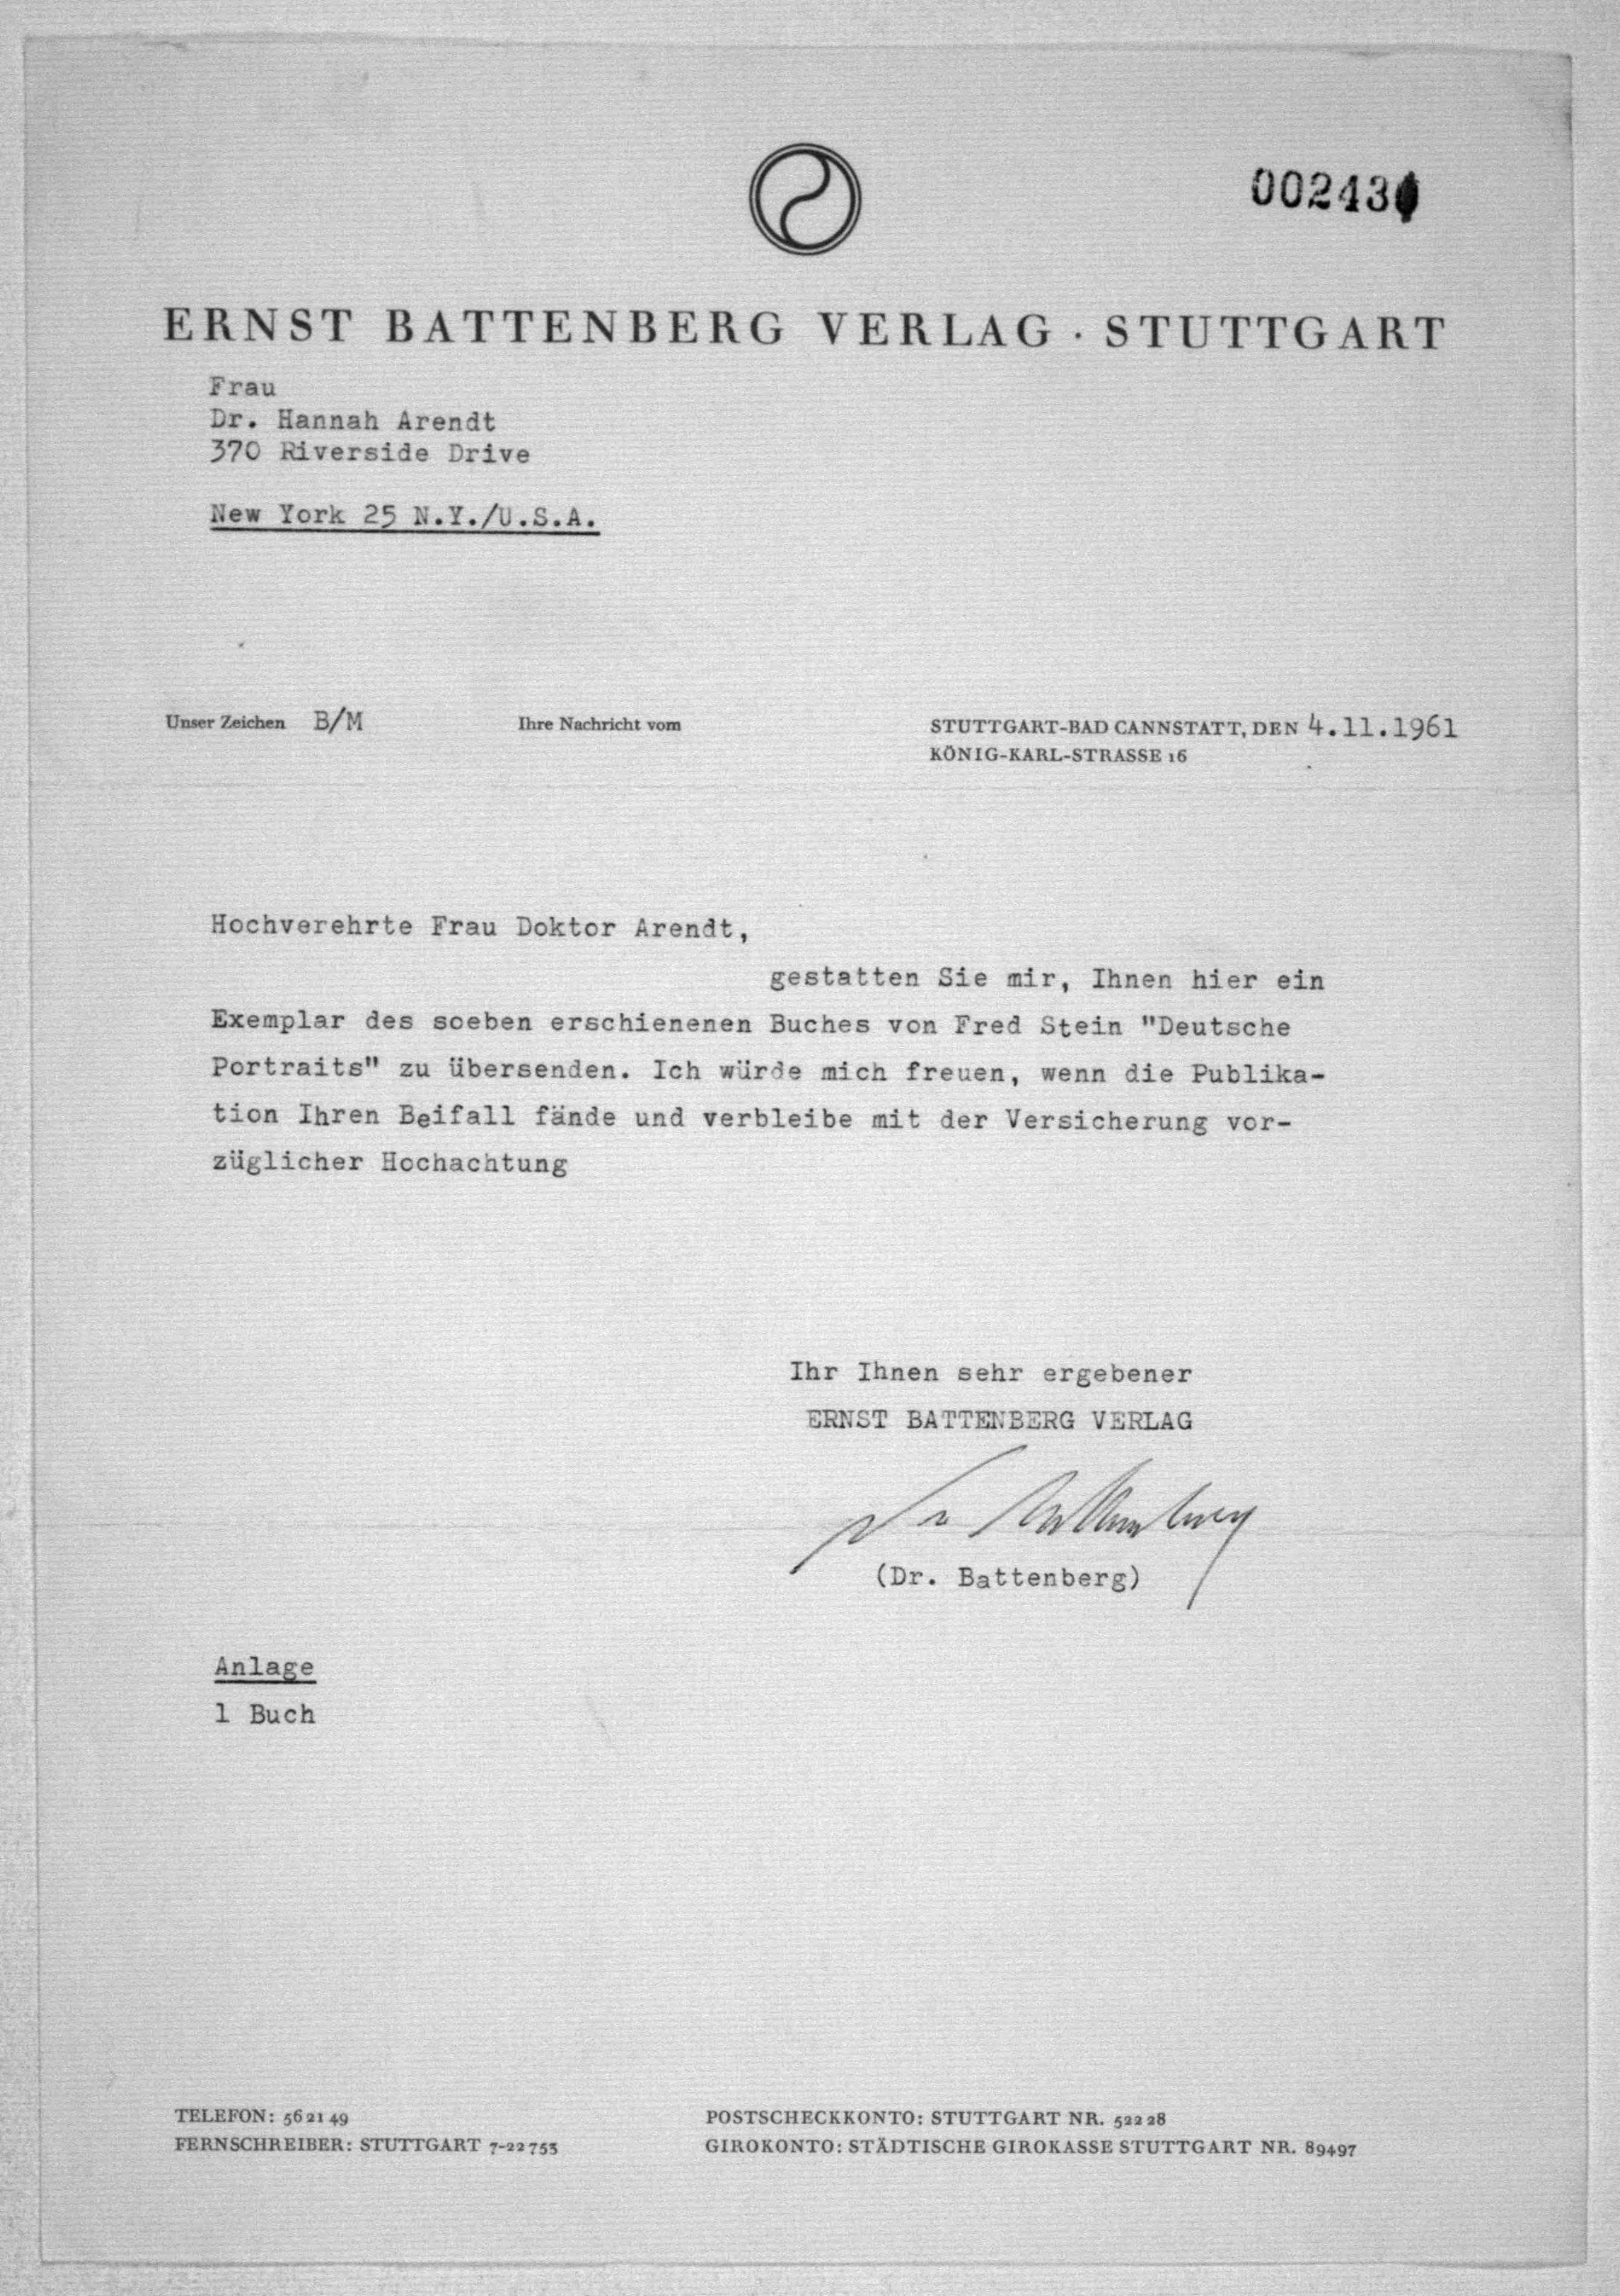 ERNST BATTENBERG VERLAG · STUTTGART
Frau
Dr. Hannah Arendt
370 Riverside Drive
New York 25 N.Y./U.S.A.
Unser Zeichen B/M Ihre Nachricht vom STUTTGART-BAD CANNSTATT, DEN 4.11.1961
KÖNIG-KARL-STRASSE 16
Hochverehrte Frau Doktor Arendt,
gestatten Sie mir, Ihnen hier ein
Exemplar des soeben erschienenen Buches von Fred Stein "Deutsche
Portraits" zu übersenden. Ich würde mich freuen, wenn die Publika-
tion Ihren Beifall fände und verbleibe mit der Versicherung vor-
züglicher Hochachtung
Ihr Ihnen sehr ergebener
ERNST BATTENBERG VERLAG
(Dr. Battenberg)
Anlage
1 Buch
TELEFON: 56 21 49 POSTSCHECKKONTO: STUTTGART NR. 522 28
FERNSCHREIBER: STUTTGART 7-22 753 GIROKONTO: STÄDTISCHE GIROKASSE STUTTGART NR. 89497